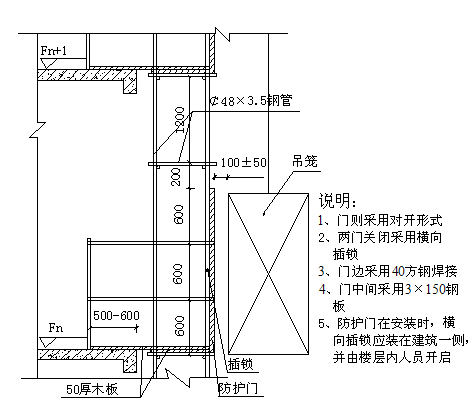 Fn+1
₵48×3.5钢管
1200
100±50
吊笼
200
600
说明：
1、门则采用对开形式
2、两门关闭采用横向
插锁
3、门边采用40方钢焊接
4、门中间采用3×150钢
板
5、防护门在安装时，横
向插锁应装在建筑一侧，
并由楼层内人员开启
600
500-600
Fn
600
插锁
50厚木板
防护门